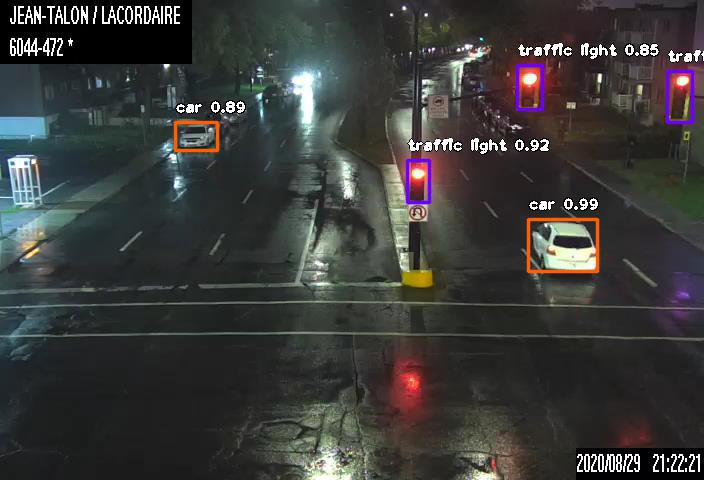 JEAN-TALON / LACORDAIRE
6044-472 *
traffic light 0.85
traf
car 0.89
traffic light 0.92
car 0.99
2020/08/29 21:22:21